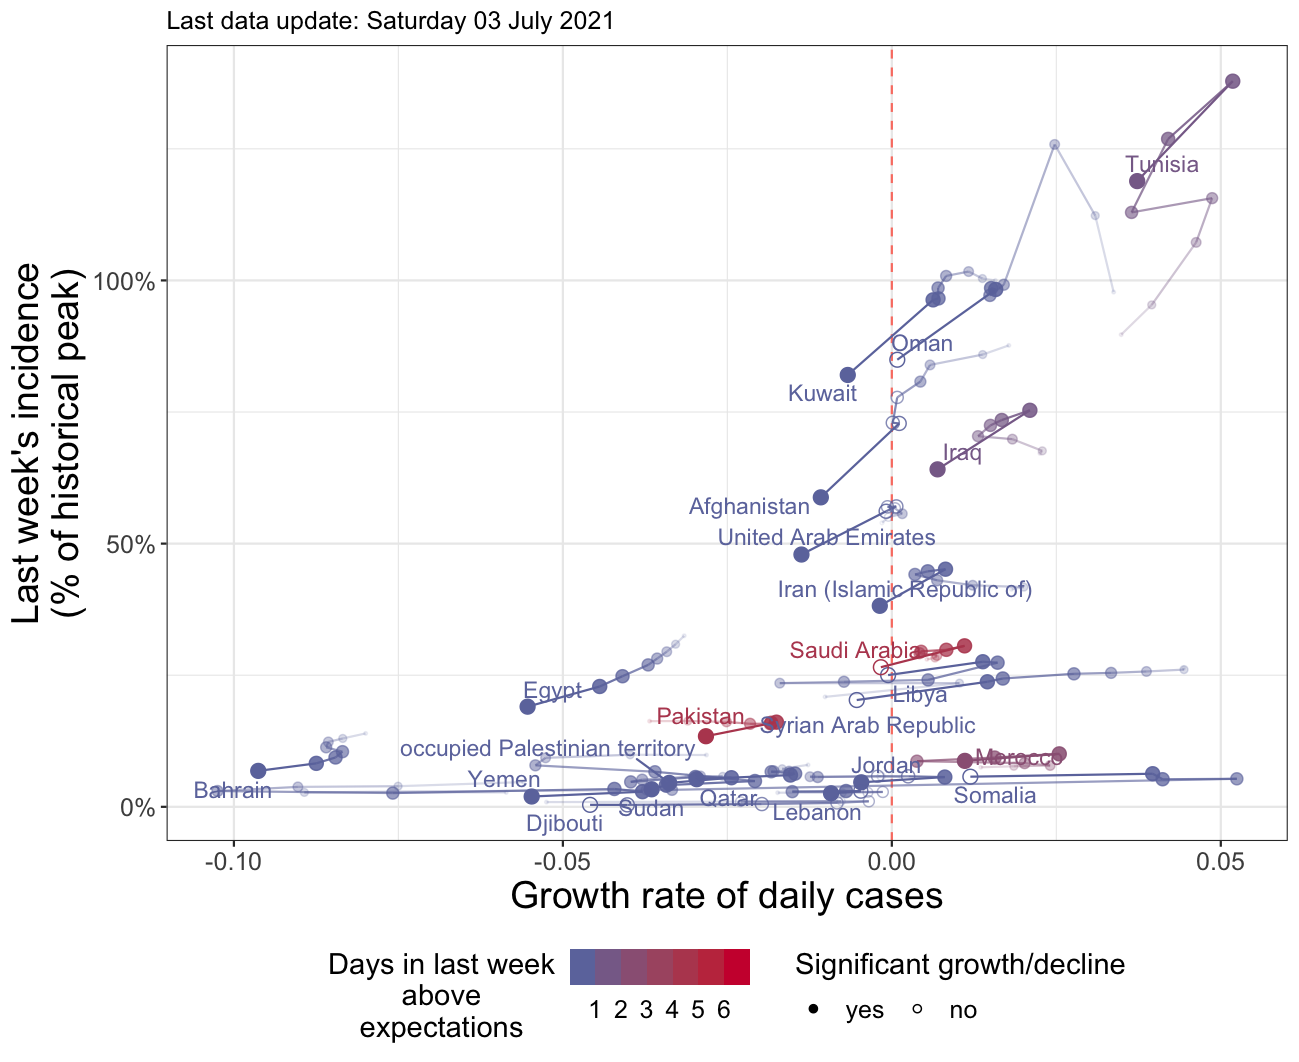 Last data update: Saturday 03 July 2021
Last week's incidence
(% of historical peak)
100%
50%
0%
Tunisia
Oman
Kuwait
Iraq
Afghanistan
United Arab Emirates
Iran (Islamic Republic of)
Saudi Arabia
Egypt
Libya
Pakistan
Syrian Arab Republic
occupied Palestinian territory
Morocco
Jordan
Yemen
Bahrain
Qatar
Somalia
Sudan
Lebanon
Djibouti
-0.10
-0.05
0.00
0.05
Growth rate of daily cases
Days in last week
above
expectations
1 2 3 4 5 6
Significant growth/decline
yes
no